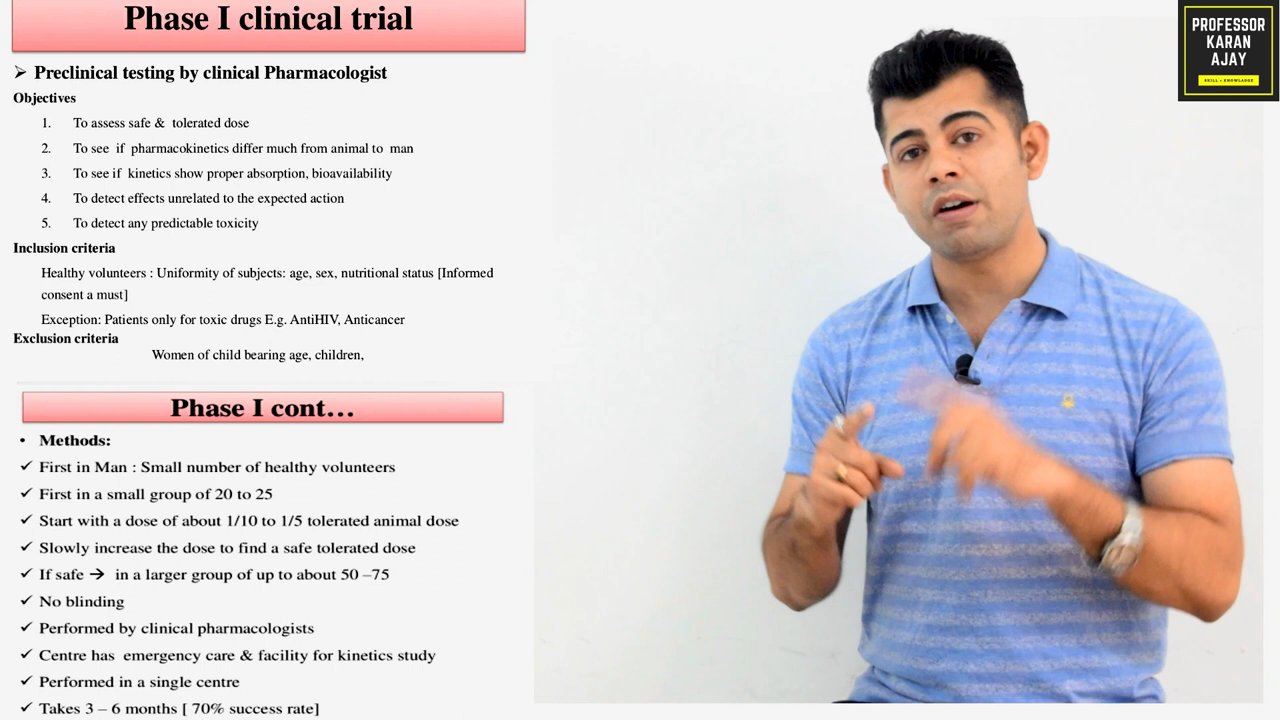 Phase I clinical trial
➢ Preclinical testing by clinical Pharmacologist
Objectives
1. To assess safe & tolerated dose
2. To see if pharmacokinetics differ much from animal to man
3. To see if kinetics show proper absorption, bioavailability
4. To detect effects unrelated to the expected action
5. To detect any predictable toxicity
Inclusion criteria
Healthy volunteers : Uniformity of subjects: age, sex, nutritional status [Informed
consent a must]
Exception: Patients only for toxic drugs E.g. AntiHIV, Anticancer
Exclusion criteria
Women of child bearing age, children,
Phase I cont…
• Methods:
✓ First in Man : Small number of healthy volunteers
✓ First in a small group of 20 to 25
✓ Start with a dose of about 1/10 to 1/5 tolerated animal dose
✓ Slowly increase the dose to find a safe tolerated dose
✓ If safe → in a larger group of up to about 50 –75
✓ No blinding
✓ Performed by clinical pharmacologists
✓ Centre has emergency care & facility for kinetics study
✓ Performed in a single centre
✓ Takes 3 – 6 months [ 70% success rate]
PROFESSOR
KARAN
AJAY
SKILL + KNOWLEDGE